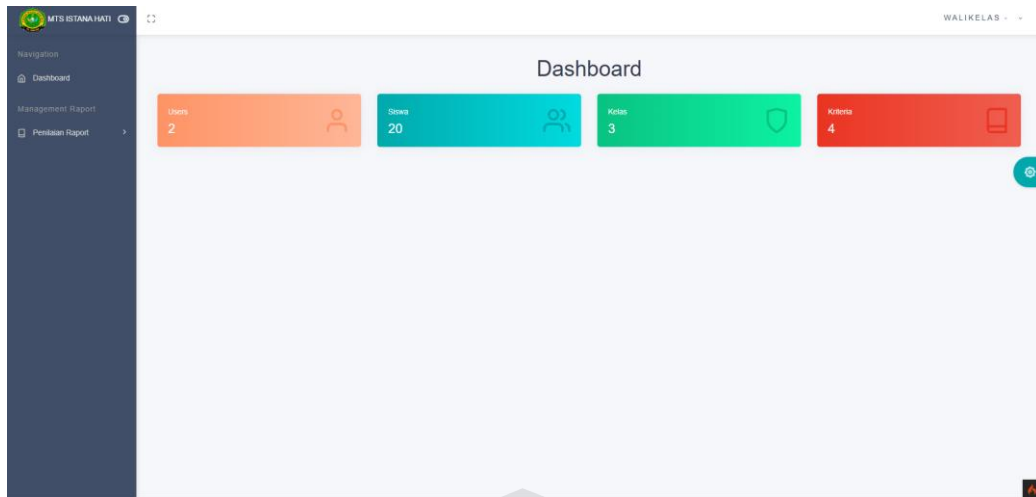 MTS ISTANA HATI
WALIKELAS
Navigation
Dashboard
Management Raport
Penilaian Raport
Dashboard
Users
2
Siswa
20
Kelas
3
Kriteria
4